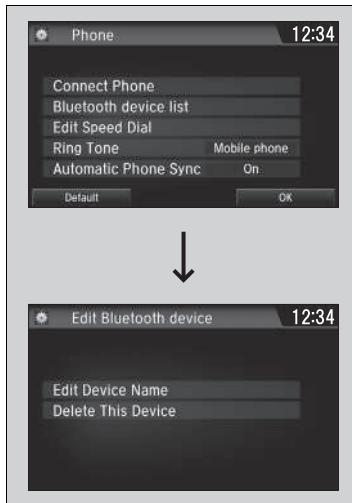 Phone 12:34
Connect Phone
Bluetooth device list
Edit Speed Dial
Ring Tone Mobile phone
Automatic Phone Sync On
Default OK
Edit Bluetooth device 12:34
Edit Device Name
Delete This Device